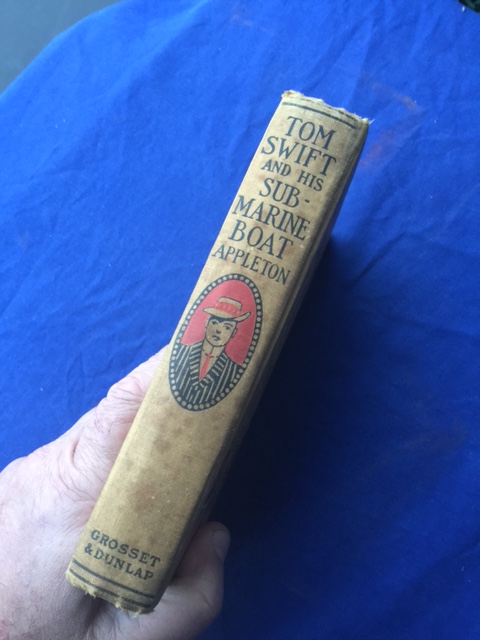 TOM
SWIFT
AND HIS
SUB-
MARINE
BOAT
APPLETON
GROSSET
& DUNLAP